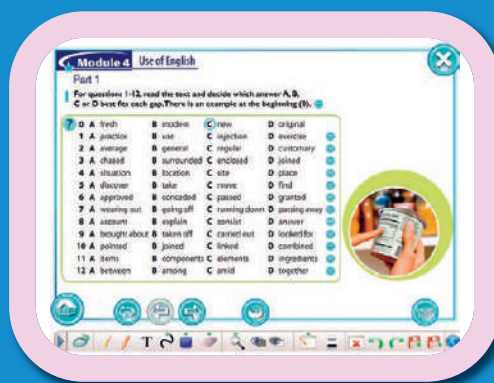 Module 4 Use of English
Part 1
1 For questions 1-12, read the text and decide which answer A, B,
C or D best fits each gap. There is an example at the beginning (0).
0 A fresh B modern C new D original
1 A practice B use C injection D exercise
2 A average B general C regular D customary
3 A chased B surrounded C enclosed D joined
4 A situation B location C site D place
5 A discover B take C move D find
6 A approved B conceded C passed D granted
7 A wearing out B going off C running down D passing away
8 A account B explain C consist D answer
9 A brought about B taken off C carried out D looked for
10 A pointed B joined C linked D combined
11 A items B components C elements D ingredients
12 A between B among C amid D together
T